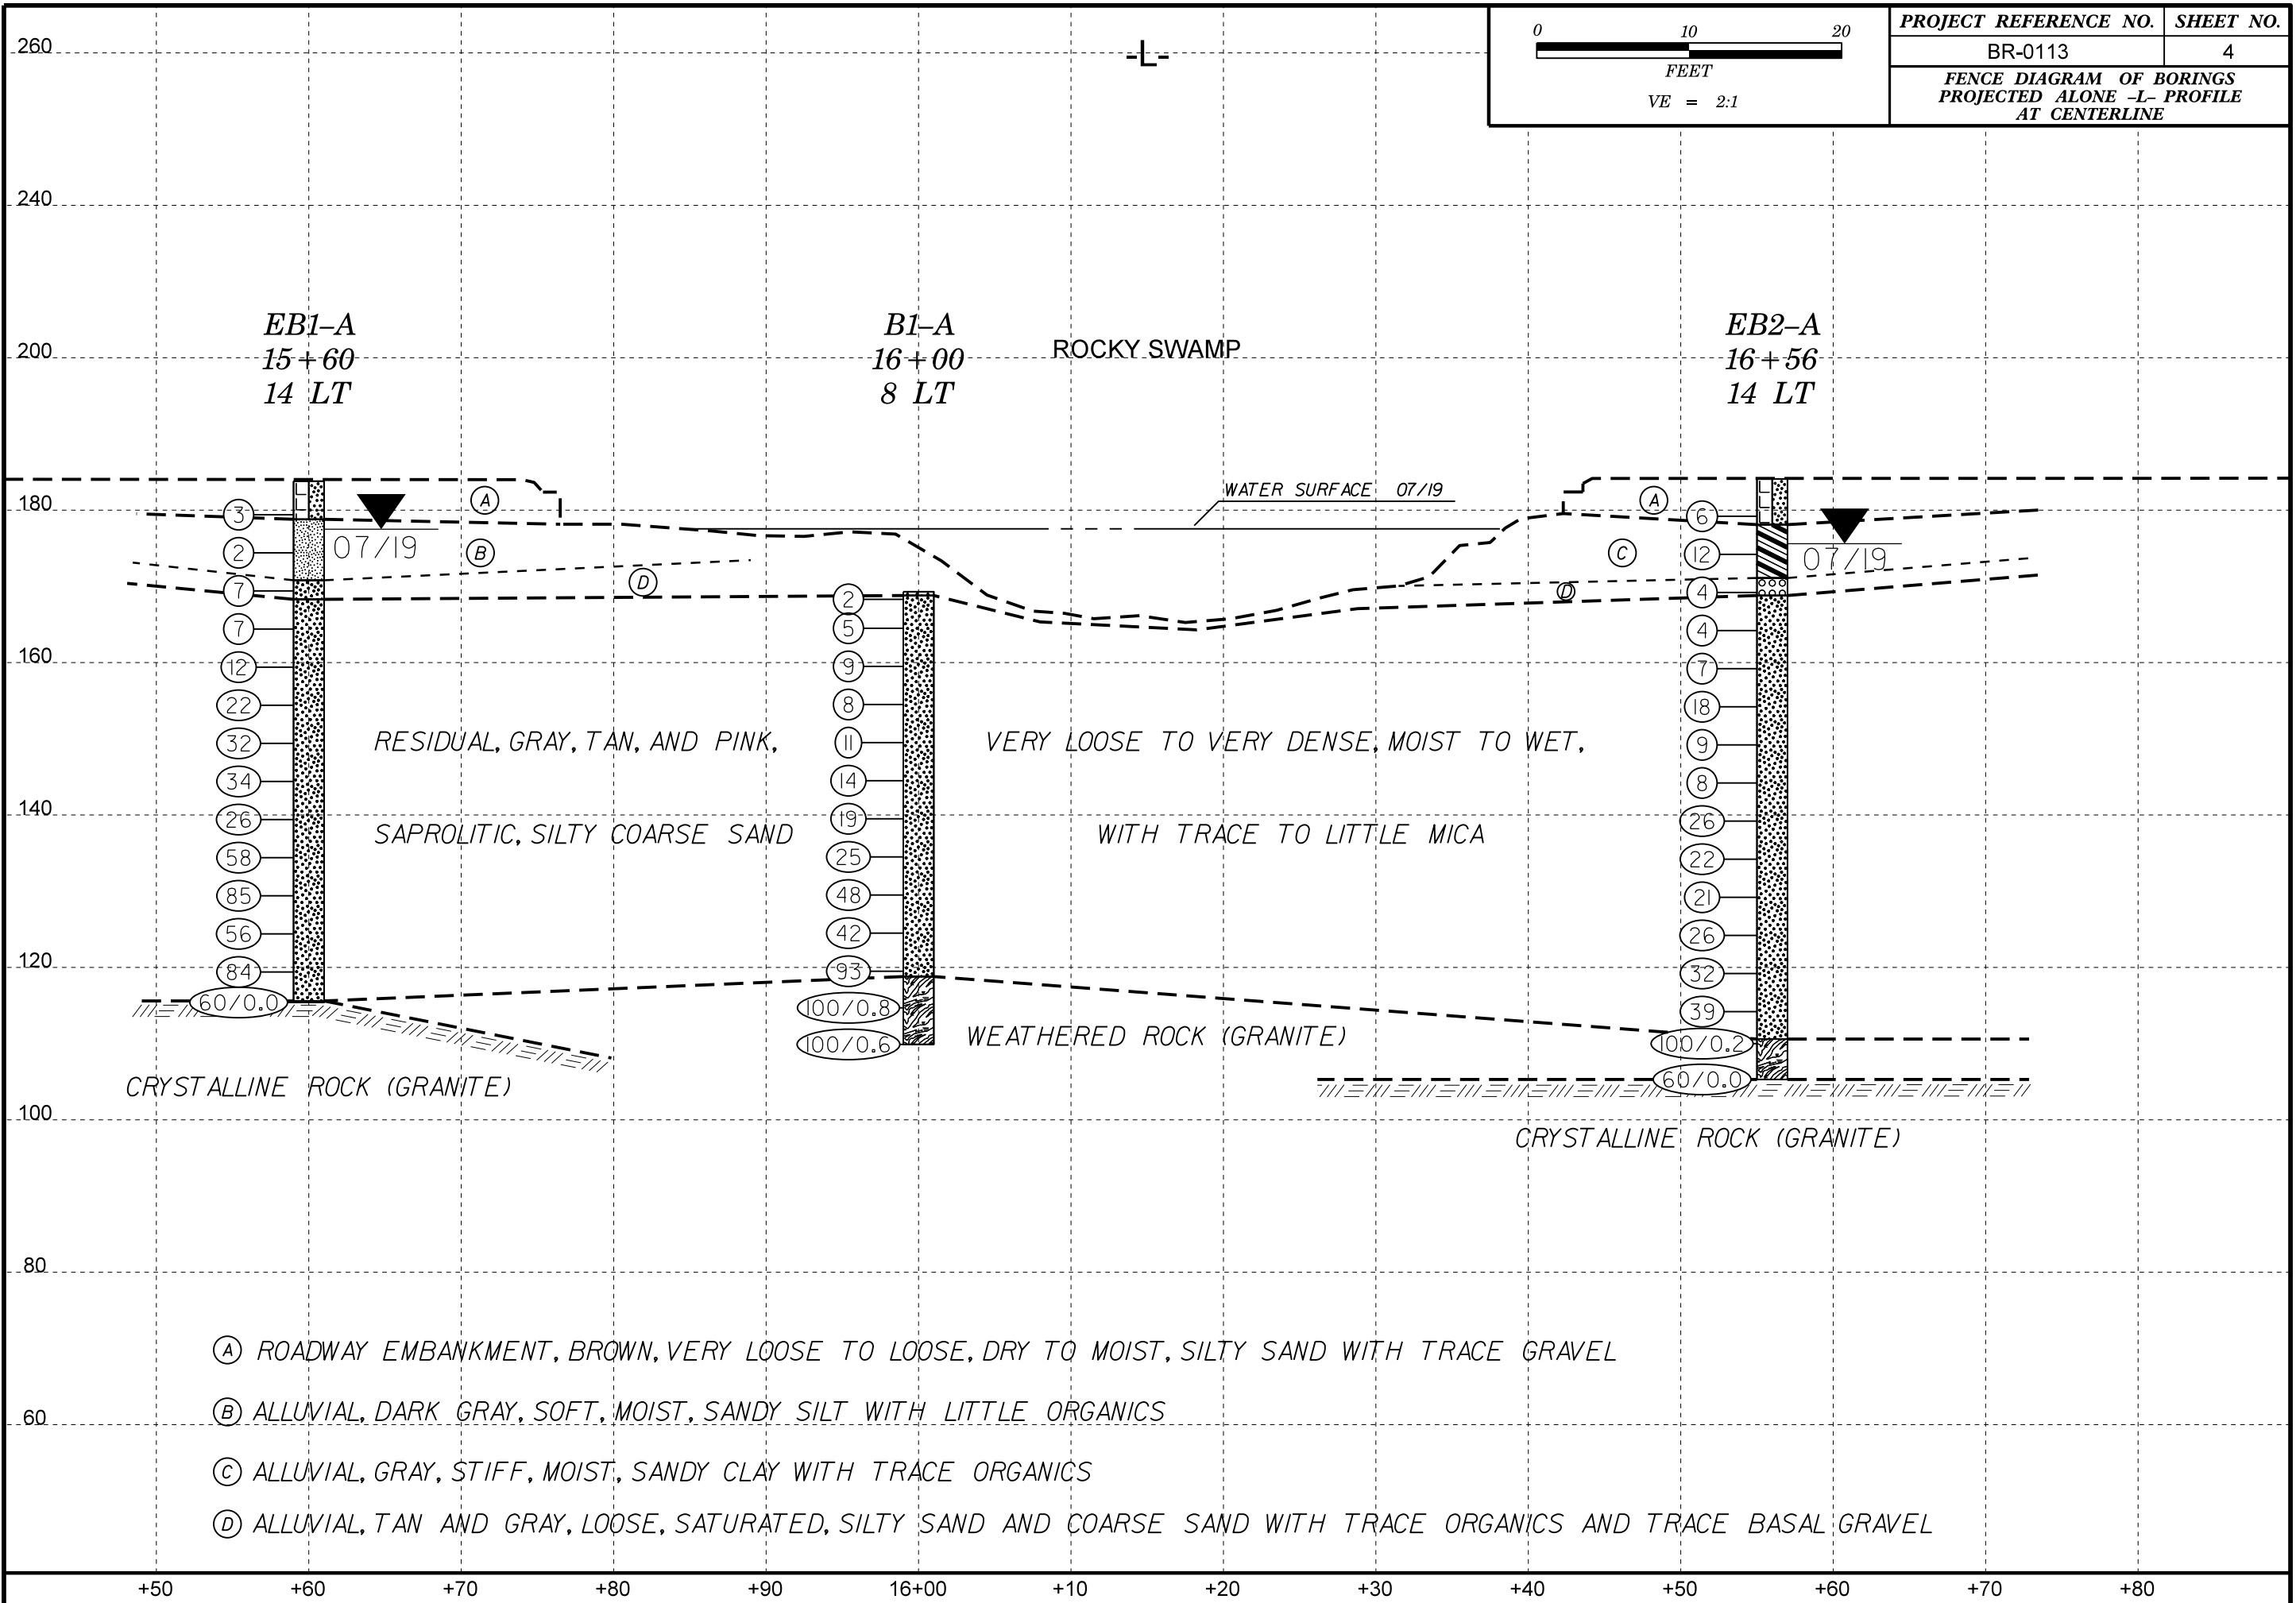 PROJECT REFERENCE NO. SHEET NO.
BR-0113 4
FENCE DIAGRAM OF BORINGS
PROJECTED ALONE -L- PROFILE
AT CENTERLINE
0 10 20
FEET
VE = 2:1
-L-
260
240
200
180
160
140
120
100
80
60
EB1-A
15+60
14 LT
B1-A
16+00
8 LT
ROCKY SWAMP
EB2-A
16+56
14 LT
WATER SURFACE 07/19
A
B
D
07/19
A
C
D
07/19
3
2
7
7
12
22
32
34
26
58
85
56
84
60/0.0
2
5
9
8
11
14
19
25
48
42
93
100/0.8
100/0.6
6
12
4
4
7
18
9
8
26
22
21
26
32
39
100/0.2
60/0.0
RESIDUAL, GRAY, TAN, AND PINK, VERY LOOSE TO VERY DENSE, MOIST TO WET,
SAPROLITIC, SILTY COARSE SAND WITH TRACE TO LITTLE MICA
WEATHERED ROCK (GRANITE)
CRYSTALLINE ROCK (GRANITE)
CRYSTALLINE ROCK (GRANITE)
A ROADWAY EMBANKMENT, BROWN, VERY LOOSE TO LOOSE, DRY TO MOIST, SILTY SAND WITH TRACE GRAVEL
B ALLUVIAL, DARK GRAY, SOFT, MOIST, SANDY SILT WITH LITTLE ORGANICS
C ALLUVIAL, GRAY, STIFF, MOIST, SANDY CLAY WITH TRACE ORGANICS
D ALLUVIAL, TAN AND GRAY, LOOSE, SATURATED, SILTY SAND AND COARSE SAND WITH TRACE ORGANICS AND TRACE BASAL GRAVEL
+50 +60 +70 +80 +90 16+00 +10 +20 +30 +40 +50 +60 +70 +80